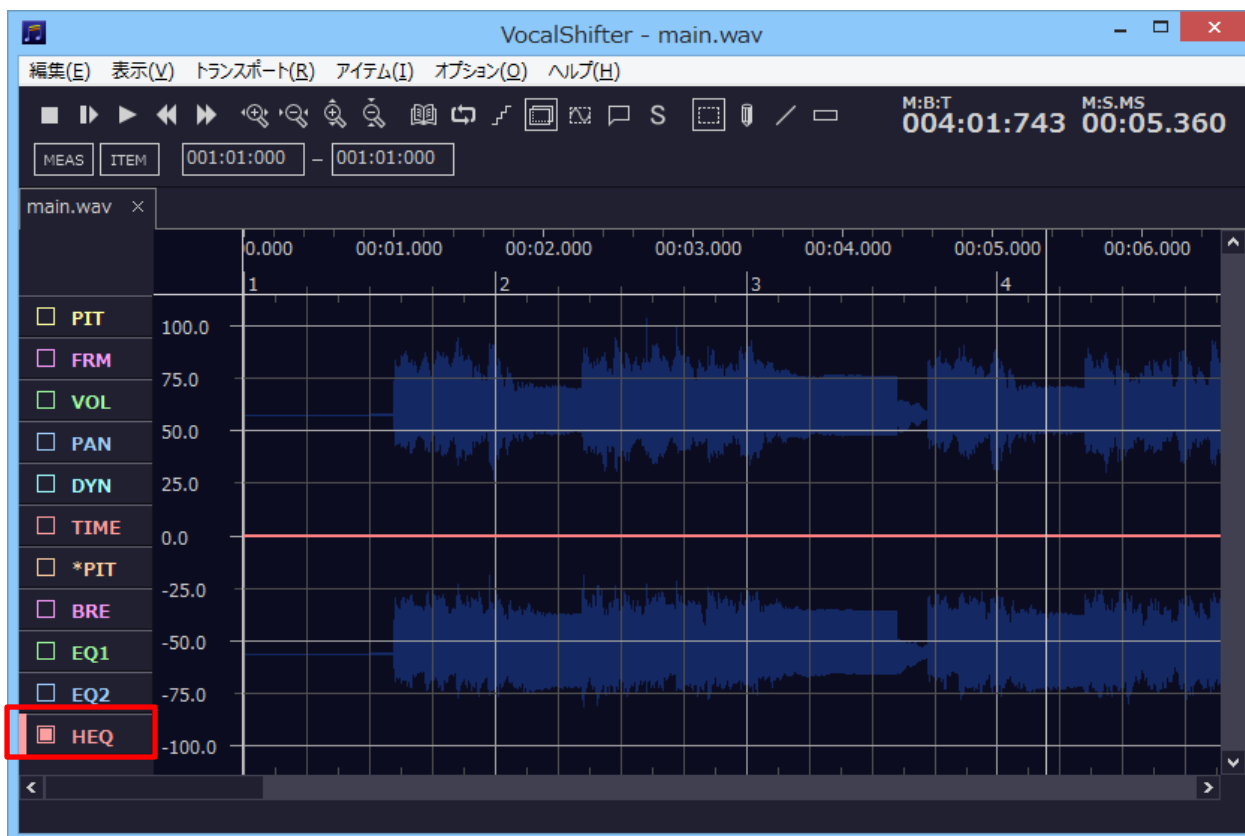 VocalShifter - main.wav
編集(E) 表示(V) トランスポート(R) アイテム(I) オプション(O) ヘルプ(H)
S
M:B:T M:S.MS
004:01:743 00:05.360
MEAS ITEM 001:01:000 – 001:01:000
main.wav ×
0.000 00:01.000 00:02.000 00:03.000 00:04.000 00:05.000 00:06.000
1 2 3 4
PIT
100.0
FRM
75.0
VOL
50.0
PAN
25.0
DYN
TIME
0.0
*PIT
-25.0
BRE
-50.0
EQ1
EQ2
-75.0
HEQ
-100.0